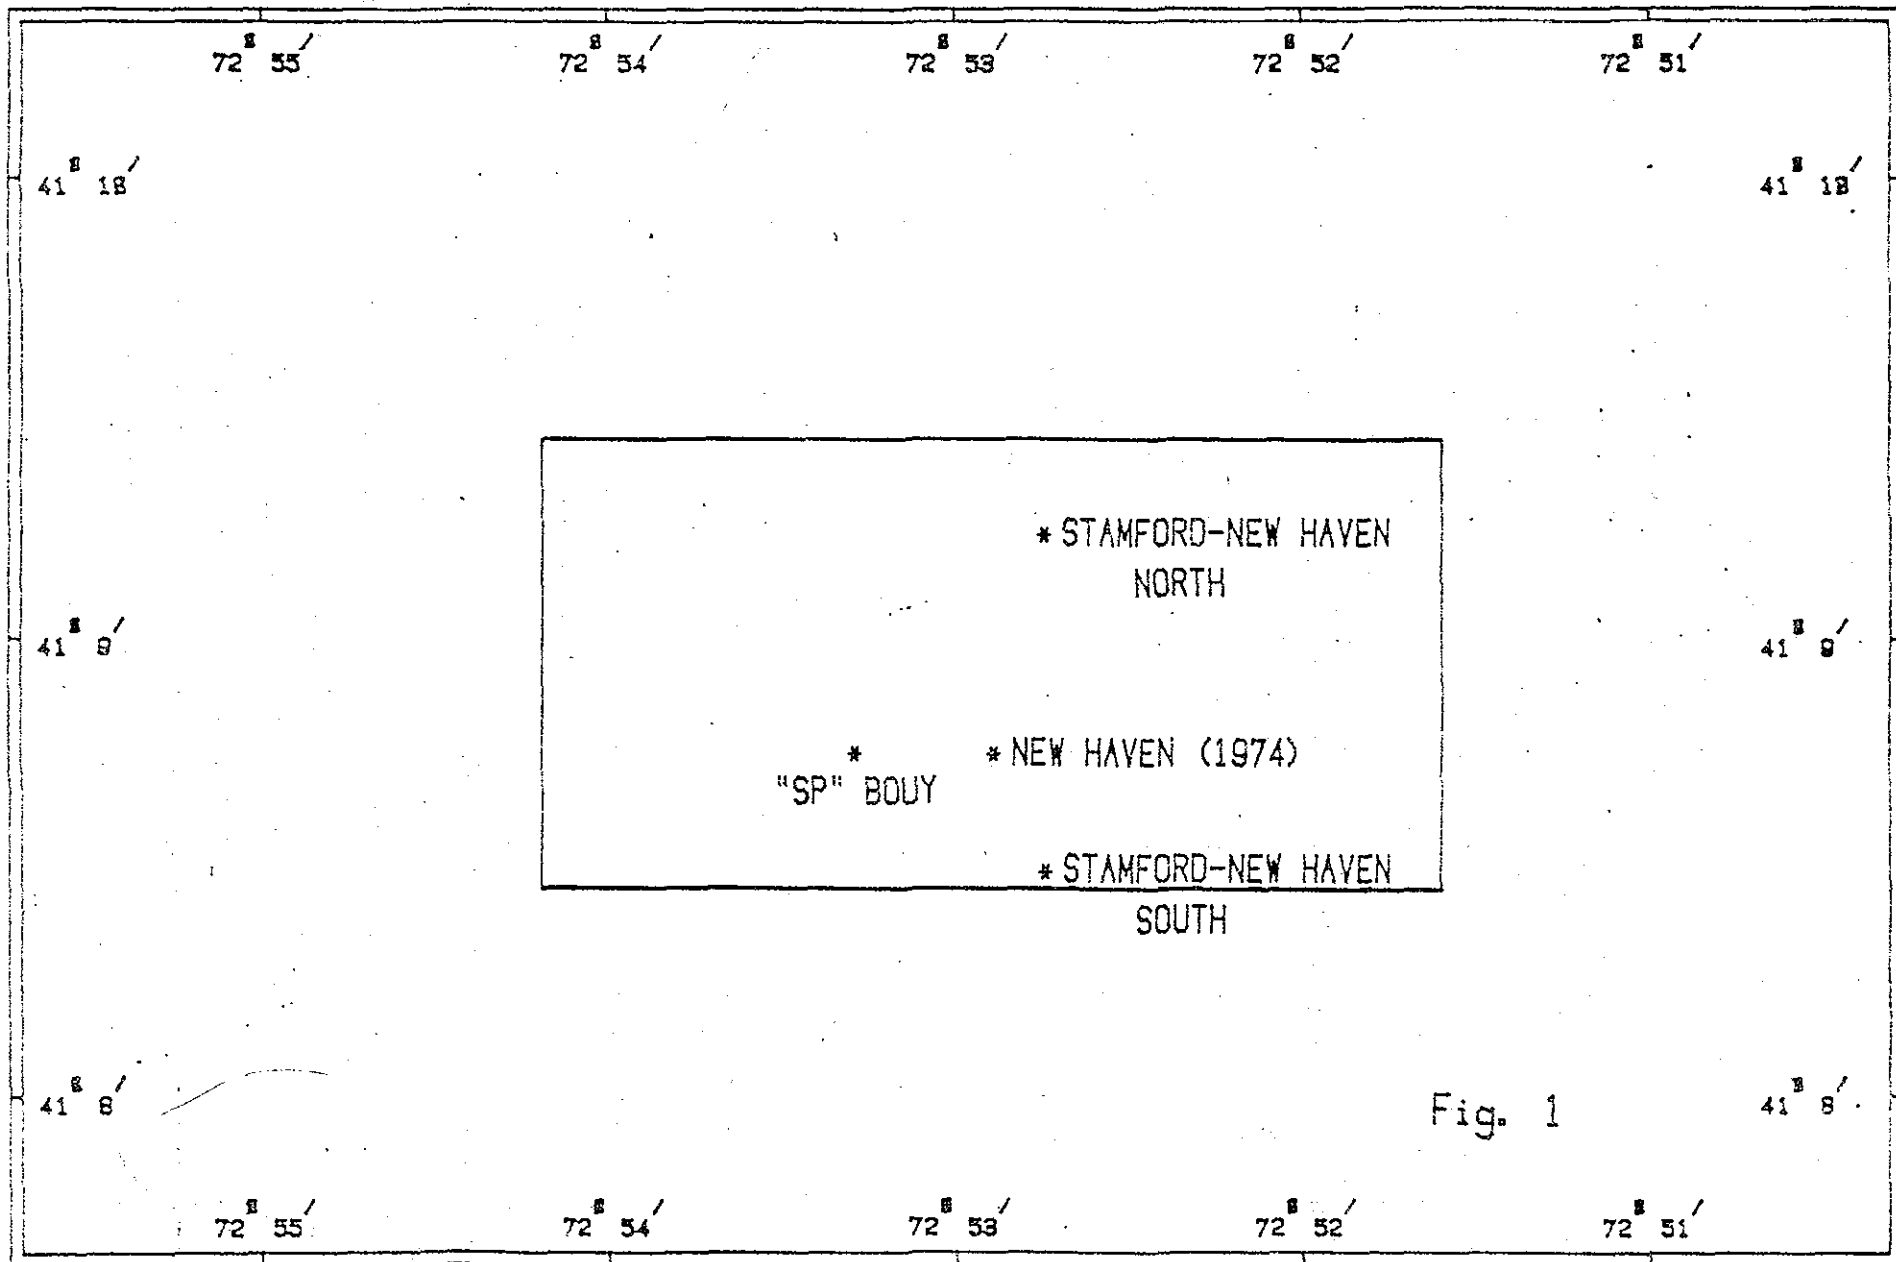 72° 55′ 72° 54′ 72° 53′ 72° 52′ 72° 51′
41° 10′ 41° 10′
* STAMFORD-NEW HAVEN
NORTH
41° 9′ 41° 9′
* * NEW HAVEN (1974)
"SP" BOUY
* STAMFORD-NEW HAVEN
SOUTH
41° 8′ 41° 8′
Fig. 1
72° 55′ 72° 54′ 72° 53′ 72° 52′ 72° 51′